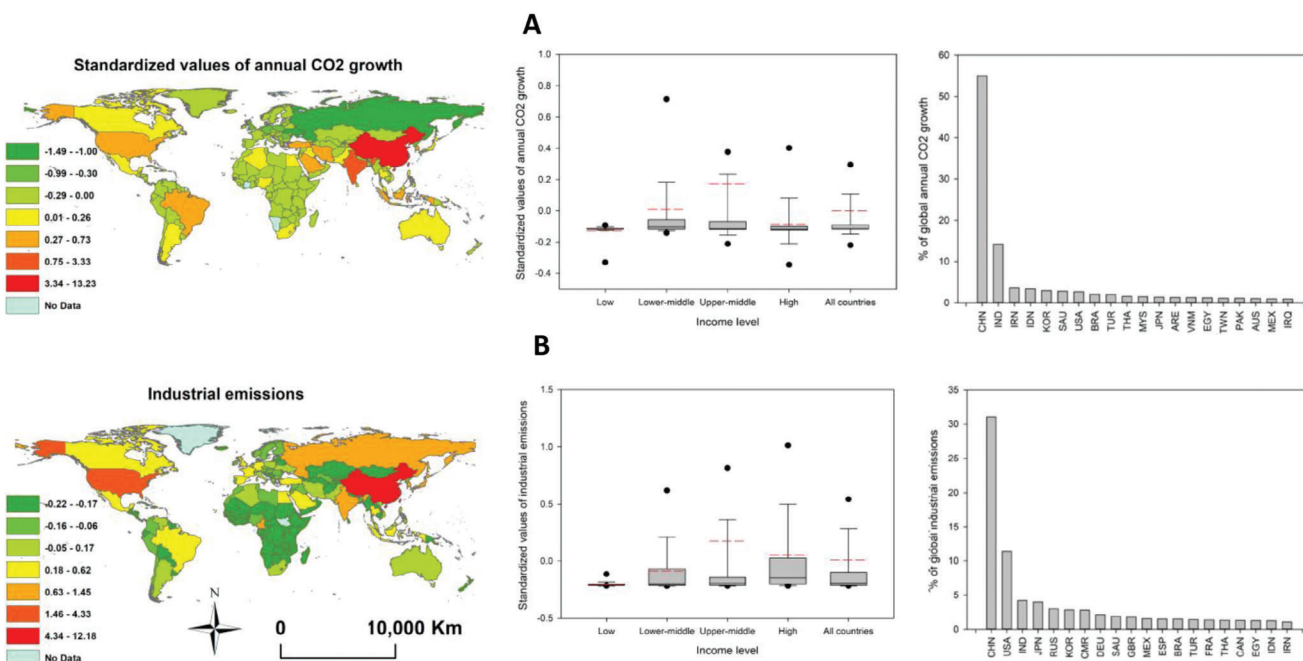 A
Standardized values of annual CO2 growth
-1.49 - -1.00
-0.99 - -0.30
-0.29 - 0.00
0.01 - 0.26
0.27 - 0.73
0.75 - 3.33
3.34 - 13.23
No Data
Standardized values of annual CO2 growth
1.0
0.8
0.6
0.4
0.2
0.0
-0.2
-0.4
Low Lower-middle Upper-middle High All countries
Income level
% of global annual CO2 growth
60
50
40
30
20
10
0
CHN IND IRN IDN KOR SAU USA BRA TUR THA MYS JPN ARE VNM EGY TWN PAK AUS MEX IRQ
B
Industrial emissions
-0.22 - -0.17
-0.16 - -0.06
-0.05 - 0.17
0.18 - 0.62
0.63 - 1.45
1.46 - 4.33
4.34 - 12.18
No Data
N
0 10,000 Km
Standardized values of industrial emissions
1.5
1.0
0.5
0.0
-0.5
Low Lower-middle Upper-middle High All countries
Income level
% of global industrial emissions
35
30
25
20
15
10
5
0
CHN USA IND JPN RUS KOR CMR DEU SAU GBR MEX ESP BRA TUR FRA THA CAN EGY IDN IRN